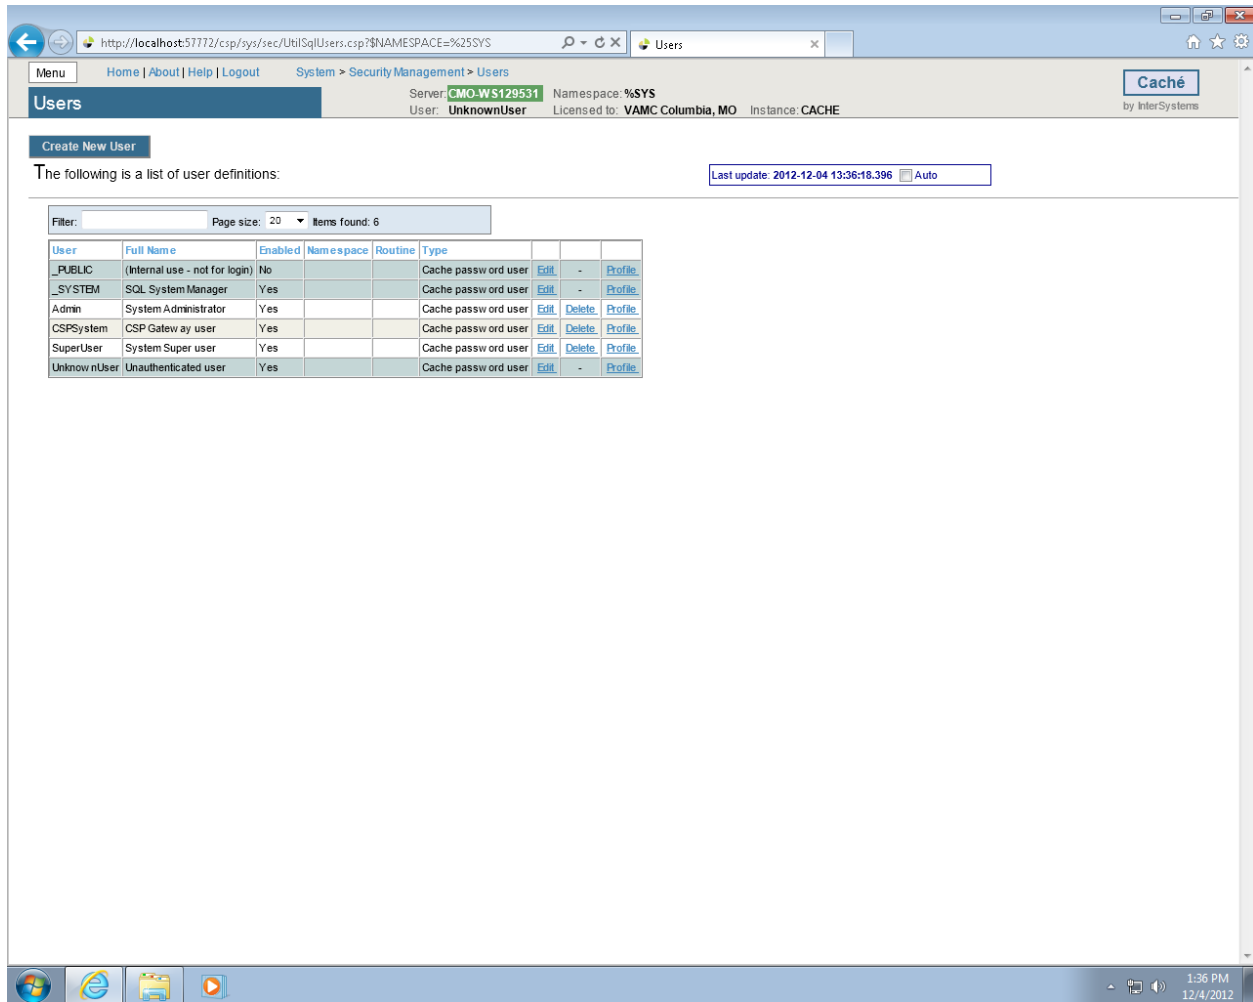 http://localhost:57772/csp/sys/sec/UtilSqlUsers.csp?$NAMESPACE=%25SYS
Users
Menu Home | About | Help | Logout System > Security Management > Users
Server: CMO-WS129531 Namespace: %SYS
Users
User: UnknownUser Licensed to: VAMC Columbia, MO Instance: CACHE
Caché
by InterSystems
Create New User
The following is a list of user definitions:
Last update: 2012-12-04 13:36:18.396 Auto
Filter: Page size: 20 Items found: 6
User Full Name Enabled Namespace Routine Type
_PUBLIC (Internal use - not for login) No Cache password user Edit - Profile
_SYSTEM SQL System Manager Yes Cache password user Edit - Profile
Admin System Administrator Yes Cache password user Edit Delete Profile
CSPSystem CSP Gateway user Yes Cache password user Edit Delete Profile
SuperUser System Super user Yes Cache password user Edit Delete Profile
UnknownUser Unauthenticated user Yes Cache password user Edit - Profile
1:36 PM
12/4/2012